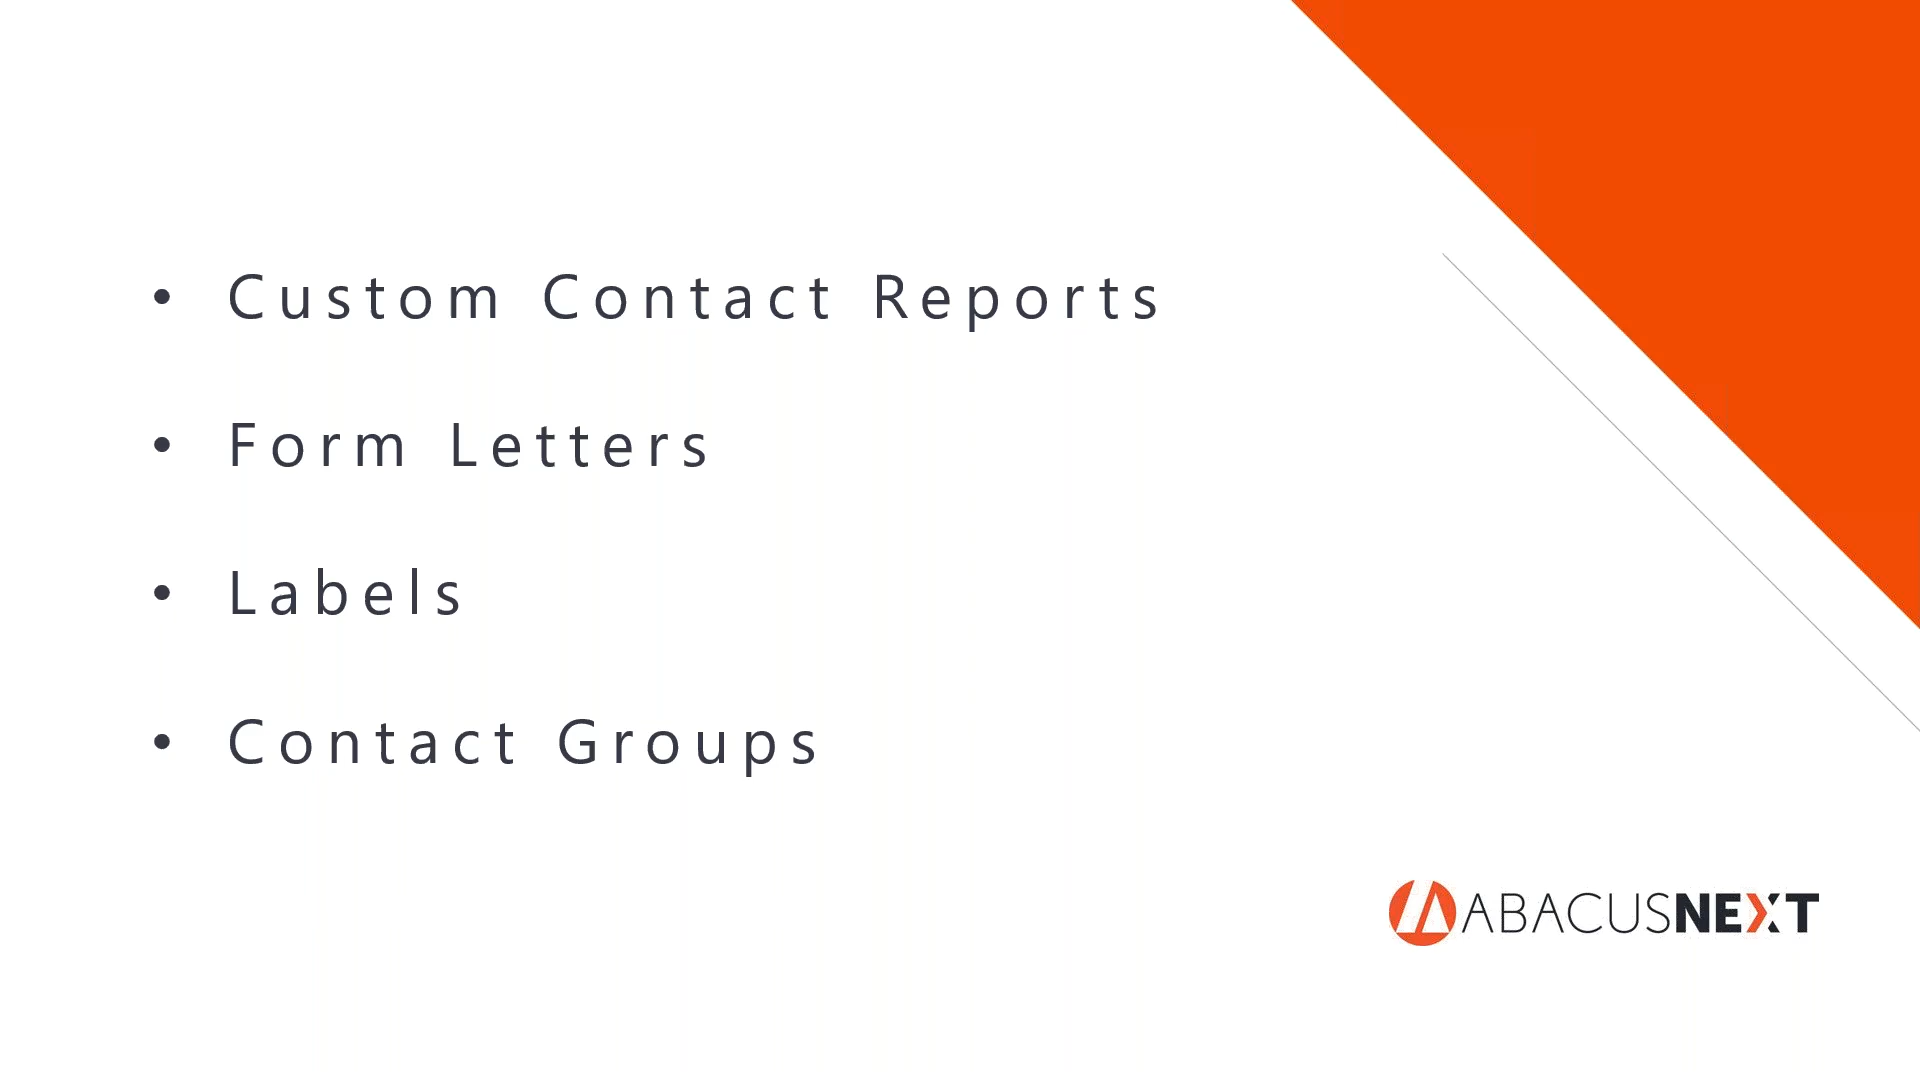 • Custom Contact Reports
• Form Letters
• Labels
• Contact Groups
ABACUSNEXT